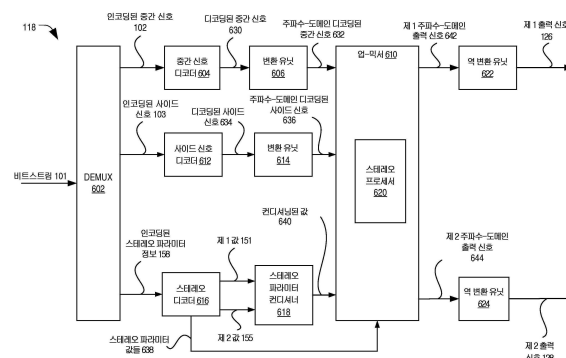 118
인코딩된 중간 신호
102
디코딩된 중간 신호
630
주파수-도메인 디코딩된
중간 신호 632
제 1 주파수-도메인
출력 신호 642
제 1 출력 신호
126
중간 신호
디코더 604
변환 유닛
606
업-믹서 610
역 변환 유닛
622
인코딩된 사이드
신호 103
디코딩된 사이드
신호 634
주파수-도메인 디코딩된
사이드 신호
636
사이드 신호
디코더 612
변환 유닛
614
비트스트림 101
DEMUX
602
스테레오
프로세서
620
인코딩된
스테레오 파라미터
정보 158
제 1 값 151
컨디셔닝된 값
640
제 2 주파수-도메인
출력 신호
644
스테레오
디코더 616
스테레오
파라미터
컨디셔너
618
역 변환 유닛
624
제 2 값 155
스테레오 파라미터
값들 638
제 2 출력
신호 128